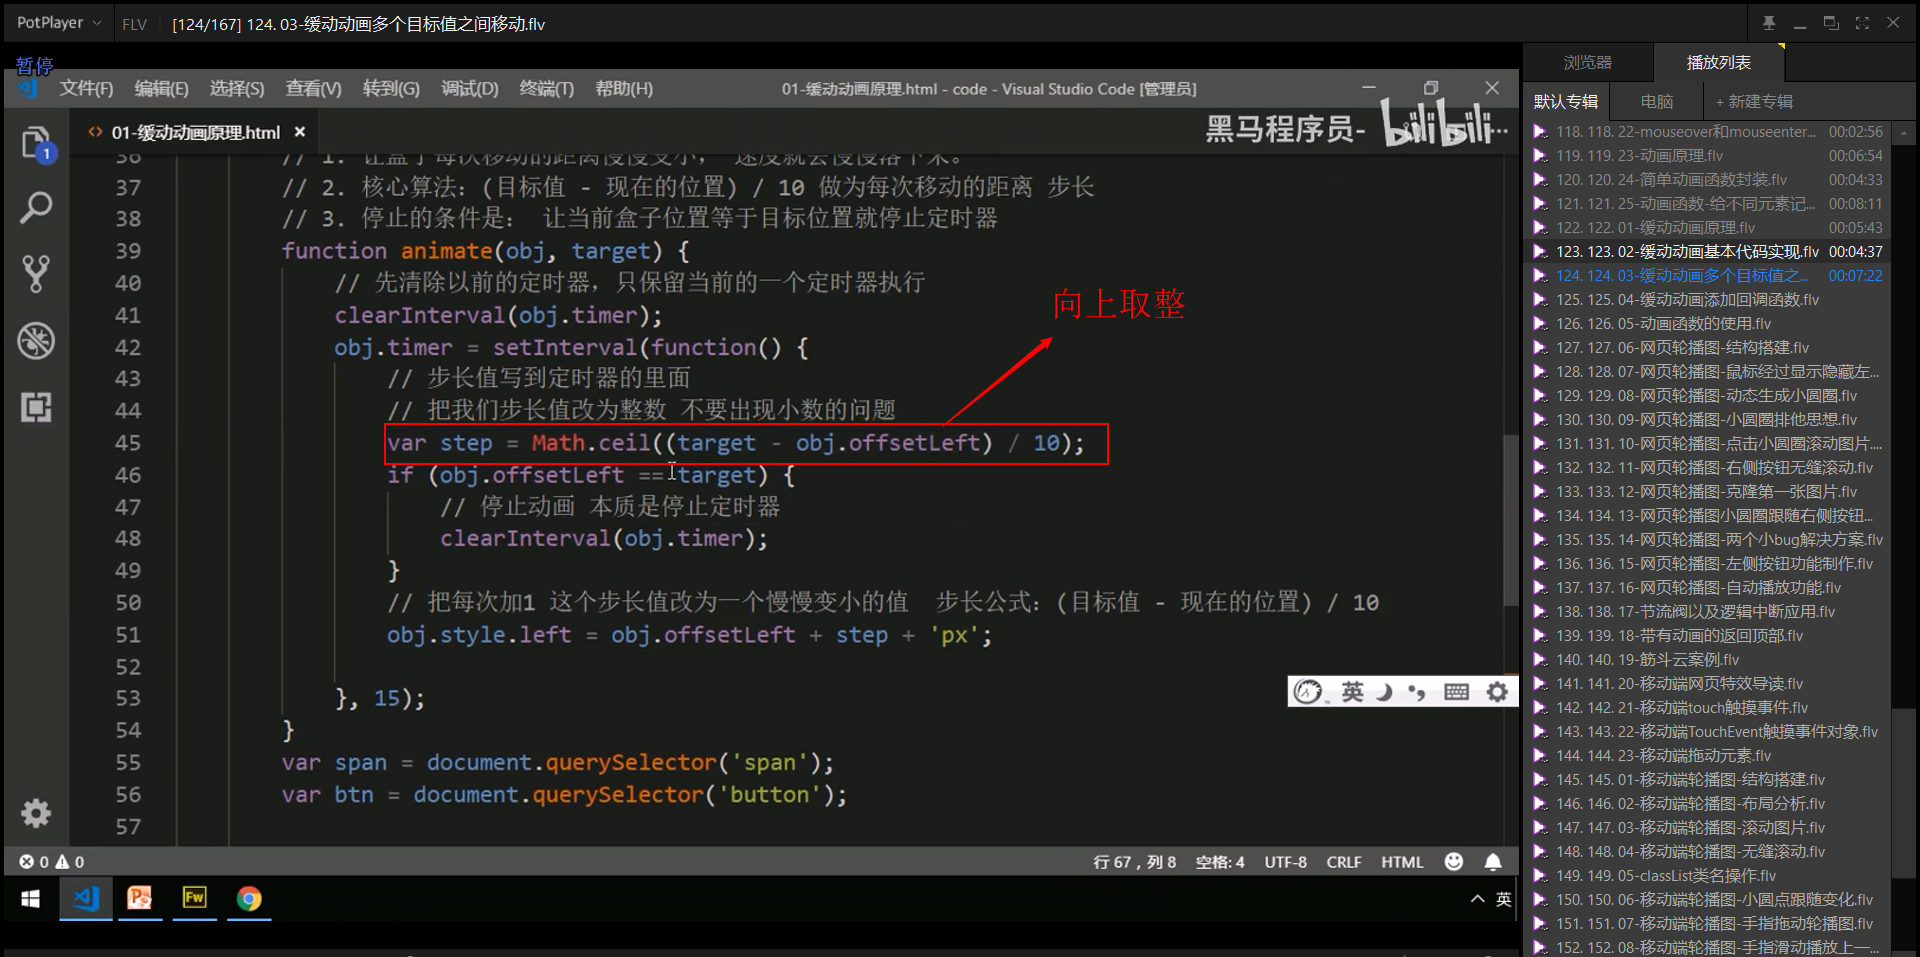 PotPlayer
FLV
[124/167] 124. 03-缓动动画多个目标值之间移动.flv
暂停
文件(F) 编辑(E) 选择(S) 查看(V) 转到(G) 调试(D) 终端(T) 帮助(H)
01-缓动动画原理.html - code - Visual Studio Code [管理员]
01-缓动动画原理.html ×
黑马程序员- bilibili
1
36 // 1. 让盒子每次移动的距离慢慢变小， 速度就会慢慢落下来。
37 // 2. 核心算法：(目标值 - 现在的位置) / 10 做为每次移动的距离 步长
38 // 3. 停止的条件是： 让当前盒子位置等于目标位置就停止定时器
39 function animate(obj, target) {
40 // 先清除以前的定时器，只保留当前的一个定时器执行
41 clearInterval(obj.timer);
42 obj.timer = setInterval(function() {
43 // 步长值写到定时器的里面
44 // 把我们步长值改为整数 不要出现小数的问题
45 var step = Math.ceil((target - obj.offsetLeft) / 10);
46 if (obj.offsetLeft == target) {
47 // 停止动画 本质是停止定时器
48 clearInterval(obj.timer);
49 }
50 // 把每次加1 这个步长值改为一个慢慢变小的值 步长公式：(目标值 - 现在的位置) / 10
51 obj.style.left = obj.offsetLeft + step + 'px';
52
53 }, 15);
54 }
55 var span = document.querySelector('span');
56 var btn = document.querySelector('button');
57
向上取整
英
0 0
行 67，列 8 空格: 4 UTF-8 CRLF HTML
Fw
英
浏览器 播放列表
默认专辑 电脑 + 新建专辑
118. 118. 22-mouseover和mouseenter... 00:02:56
119. 119. 23-动画原理.flv 00:06:54
120. 120. 24-简单动画函数封装.flv 00:04:33
121. 121. 25-动画函数-给不同元素记... 00:08:11
122. 122. 01-缓动动画原理.flv 00:05:43
123. 123. 02-缓动动画基本代码实现.flv 00:04:37
124. 124. 03-缓动动画多个目标值之... 00:07:22
125. 125. 04-缓动动画添加回调函数.flv
126. 126. 05-动画函数的使用.flv
127. 127. 06-网页轮播图-结构搭建.flv
128. 128. 07-网页轮播图-鼠标经过显示隐藏左...
129. 129. 08-网页轮播图-动态生成小圆圈.flv
130. 130. 09-网页轮播图-小圆圈排他思想.flv
131. 131. 10-网页轮播图-点击小圆圈滚动图片....
132. 132. 11-网页轮播图-右侧按钮无缝滚动.flv
133. 133. 12-网页轮播图-克隆第一张图片.flv
134. 134. 13-网页轮播图小圆圈跟随右侧按钮...
135. 135. 14-网页轮播图-两个小bug解决方案.flv
136. 136. 15-网页轮播图-左侧按钮功能制作.flv
137. 137. 16-网页轮播图-自动播放功能.flv
138. 138. 17-节流阀以及逻辑中断应用.flv
139. 139. 18-带有动画的返回顶部.flv
140. 140. 19-筋斗云案例.flv
141. 141. 20-移动端网页特效导读.flv
142. 142. 21-移动端touch触摸事件.flv
143. 143. 22-移动端TouchEvent触摸事件对象.flv
144. 144. 23-移动端拖动元素.flv
145. 145. 01-移动端轮播图-结构搭建.flv
146. 146. 02-移动端轮播图-布局分析.flv
147. 147. 03-移动端轮播图-滚动图片.flv
148. 148. 04-移动端轮播图-无缝滚动.flv
149. 149. 05-classList类名操作.flv
150. 150. 06-移动端轮播图-小圆点跟随变化.flv
151. 151. 07-移动端轮播图-手指拖动轮播图.flv
152. 152. 08-移动端轮播图-手指滑动播放上一...